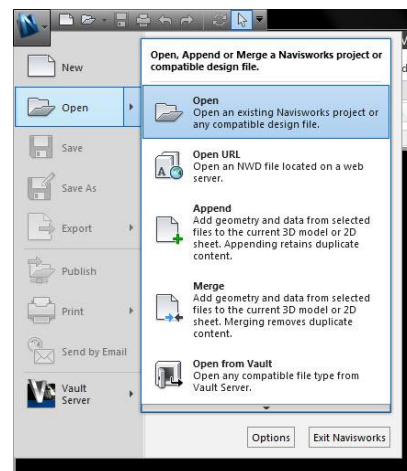 New
Open
Save
Save As
Export
Publish
Print
Send by Email
Vault
Server
Open, Append or Merge a Navisworks project or
compatible design file.
Open
Open an existing Navisworks project or
any compatible design file.
Open URL
Open an NWD file located on a web
server.
Append
Add geometry and data from selected
files to the current 3D model or 2D
sheet. Appending retains duplicate
content.
Merge
Add geometry and data from selected
files to the current 3D model or 2D
sheet. Merging removes duplicate
content.
Open from Vault
Open any compatible file type from
Vault Server.
Options
Exit Navisworks